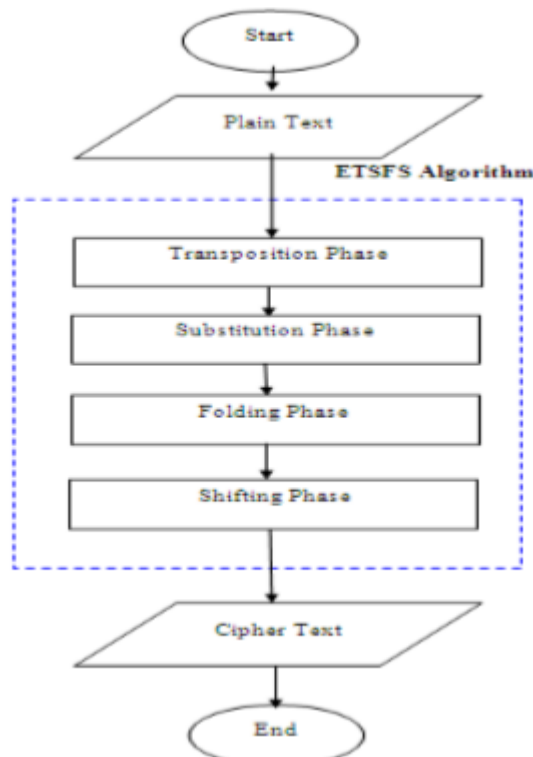 Start
Plain Text
ETSFS Algorithm
Transposition Phase
Substitution Phase
Folding Phase
Shifting Phase
Cipher Text
End